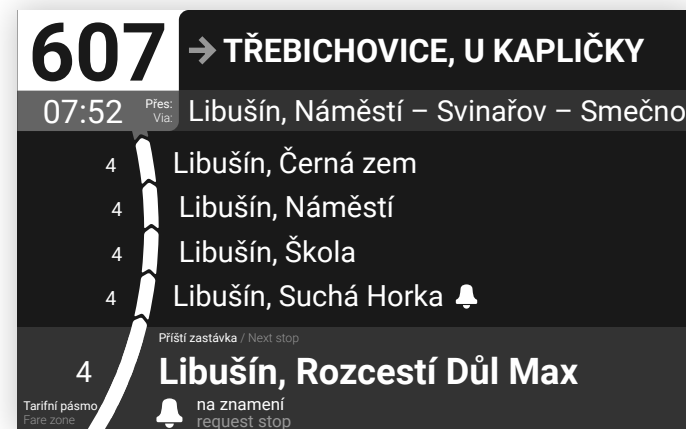 607 → TŘEBICHOVICE, U KAPLIČKY
07:52 Přes: Libušín, Náměstí – Svinařov – Smečno
Via:
4 Libušín, Černá zem
4 Libušín, Náměstí
4 Libušín, Škola
4 Libušín, Suchá Horka
Příští zastávka / Next stop
4 Libušín, Rozcestí Důl Max
Tarifní pásmo na znamení
Fare zone request stop